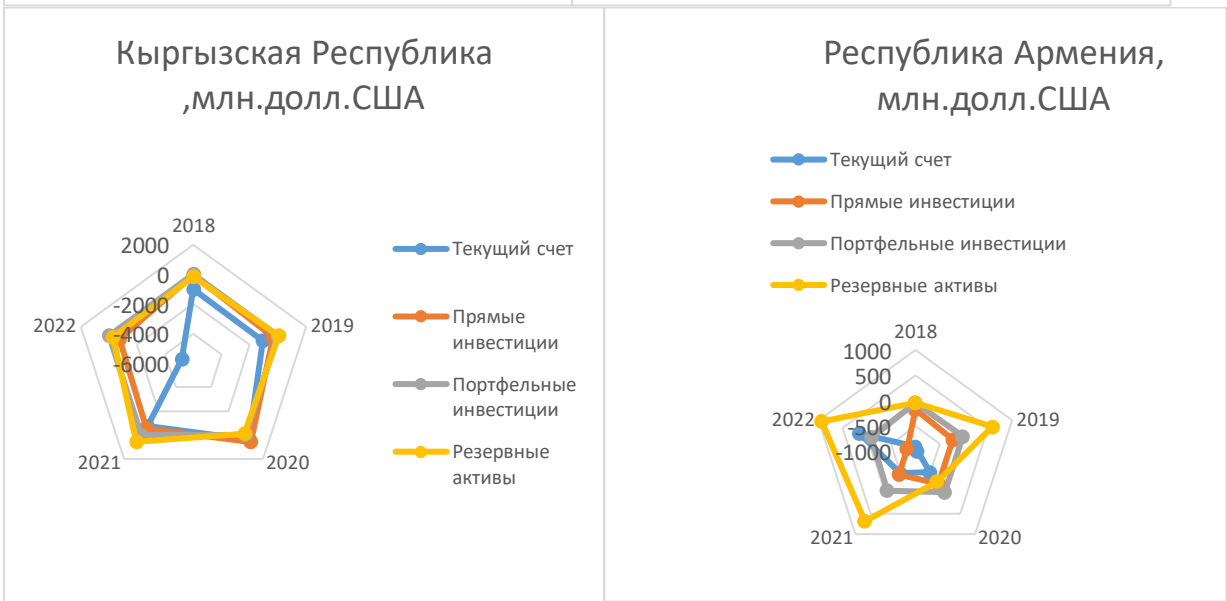 Кыргызская Республика
,млн.долл.США
2018
2000
0
-2000
-4000
-6000
2019
2020
2021
2022
Текущий счет
Прямые
инвестиции
Портфельные
инвестиции
Резервные
активы
Республика Армения,
млн.долл.США
Текущий счет
Прямые инвестиции
Портфельные инвестиции
Резервные активы
2018
1000
500
0
-500
-1000
2019
2020
2021
2022